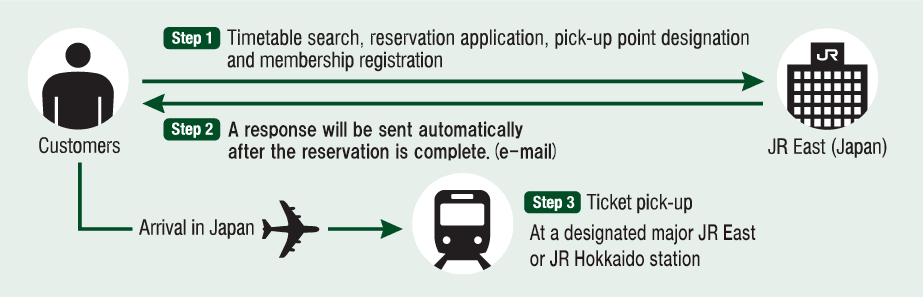 Step 1 Timetable search, reservation application, pick-up point designation
and membership registration
JR
Customers
JR East (Japan)
Step 2 A response will be sent automatically
after the reservation is complete. (e-mail)
Arrival in Japan
Step 3 Ticket pick-up
At a designated major JR East
or JR Hokkaido station